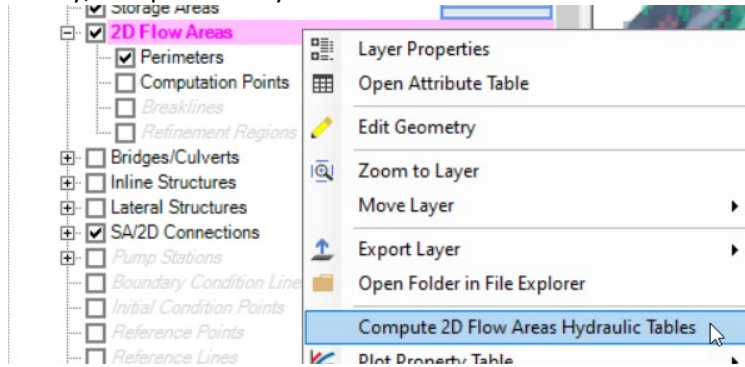 Storage Areas
2D Flow Areas
Perimeters
Computation Points
Breaklines
Refinement Regions
Bridges/Culverts
Inline Structures
Lateral Structures
SA/2D Connections
Pump Stations
Boundary Condition Line
Initial Condition Points
Reference Points
Reference Lines
Layer Properties
Open Attribute Table
Edit Geometry
Zoom to Layer
Move Layer
Export Layer
Open Folder in File Explorer
Compute 2D Flow Areas Hydraulic Tables
Plot Property Table